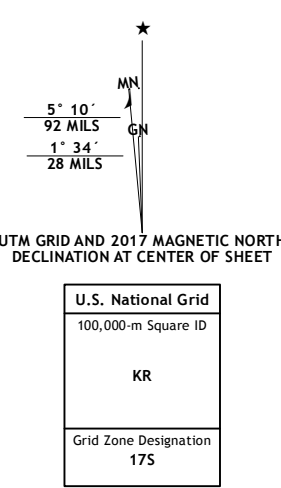 MN
5° 10´
92 MILS
GN
1° 34´
28 MILS
UTM GRID AND 2017 MAGNETIC NORTH
DECLINATION AT CENTER OF SHEET
U.S. National Grid
100,000-m Square ID
KR
Grid Zone Designation
17S